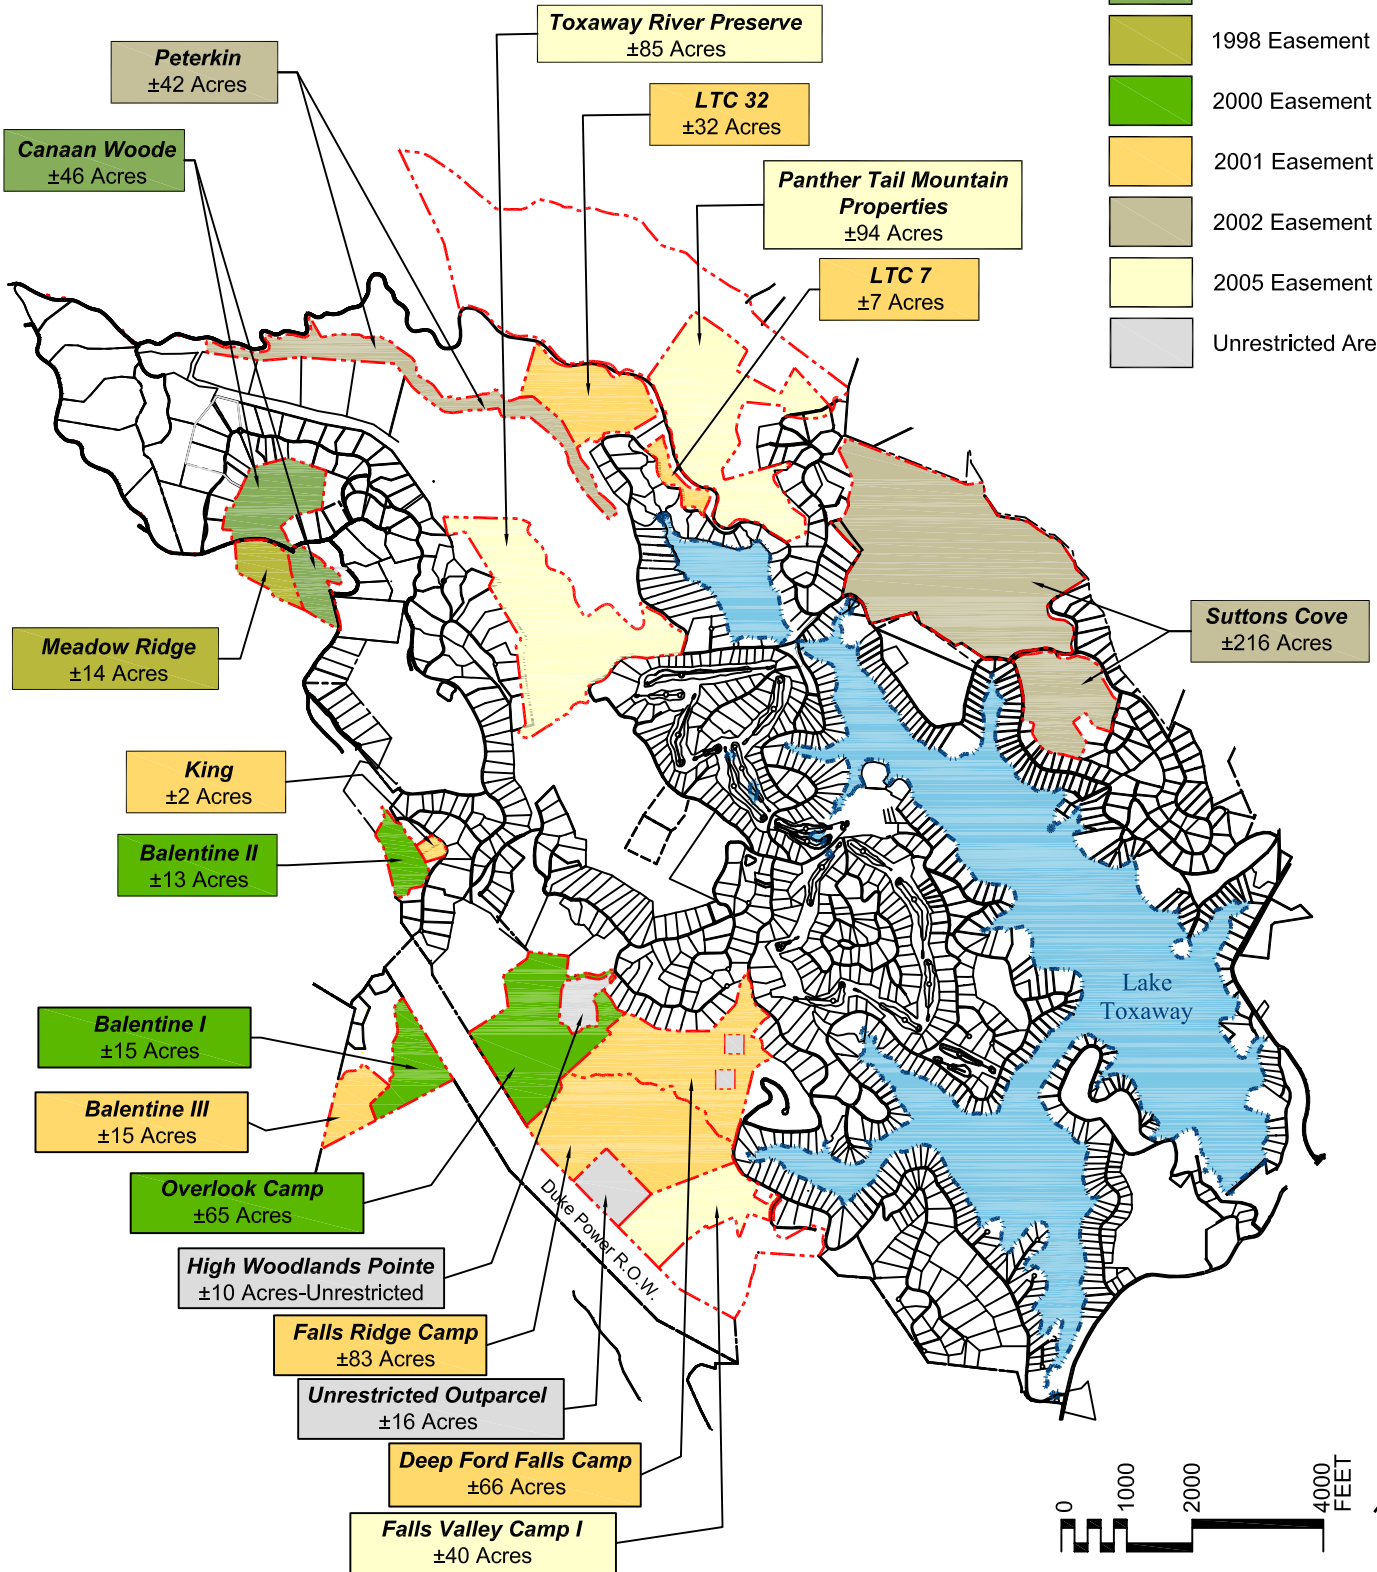 Toxaway River Preserve
±85 Acres
Peterkin
±42 Acres
LTC 32
±32 Acres
Canaan Woode
±46 Acres
Panther Tail Mountain
Properties
±94 Acres
LTC 7
±7 Acres
1998 Easement
2000 Easement
2001 Easement
2002 Easement
2005 Easement
Unrestricted Are
Suttons Cove
±216 Acres
Meadow Ridge
±14 Acres
King
±2 Acres
Balentine II
±13 Acres
Lake
Toxaway
Balentine I
±15 Acres
Balentine III
±15 Acres
Overlook Camp
±65 Acres
Duke Power R.O.W.
High Woodlands Pointe
±10 Acres-Unrestricted
Falls Ridge Camp
±83 Acres
Unrestricted Outparcel
±16 Acres
Deep Ford Falls Camp
±66 Acres
Falls Valley Camp I
±40 Acres
0
1000
2000
4000
FEET